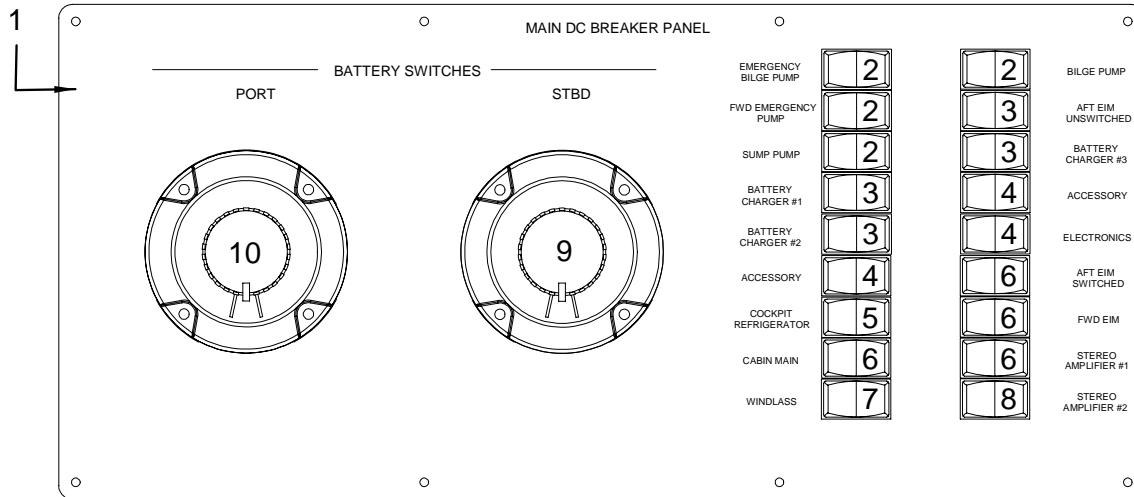 1
MAIN DC BREAKER PANEL
BATTERY SWITCHES
PORT
STBD
10
9
EMERGENCY
BILGE PUMP
2
FWD EMERGENCY
PUMP
2
SUMP PUMP
2
BATTERY
CHARGER #1
3
BATTERY
CHARGER #2
3
ACCESSORY
4
COCKPIT
REFRIGERATOR
5
CABIN MAIN
6
WINDLASS
7
2
BILGE PUMP
3
AFT EIM
UNSWITCHED
3
BATTERY
CHARGER #3
4
ACCESSORY
4
ELECTRONICS
6
AFT EIM
SWITCHED
6
FWD EIM
6
STEREO
AMPLIFIER #1
8
STEREO
AMPLIFIER #2